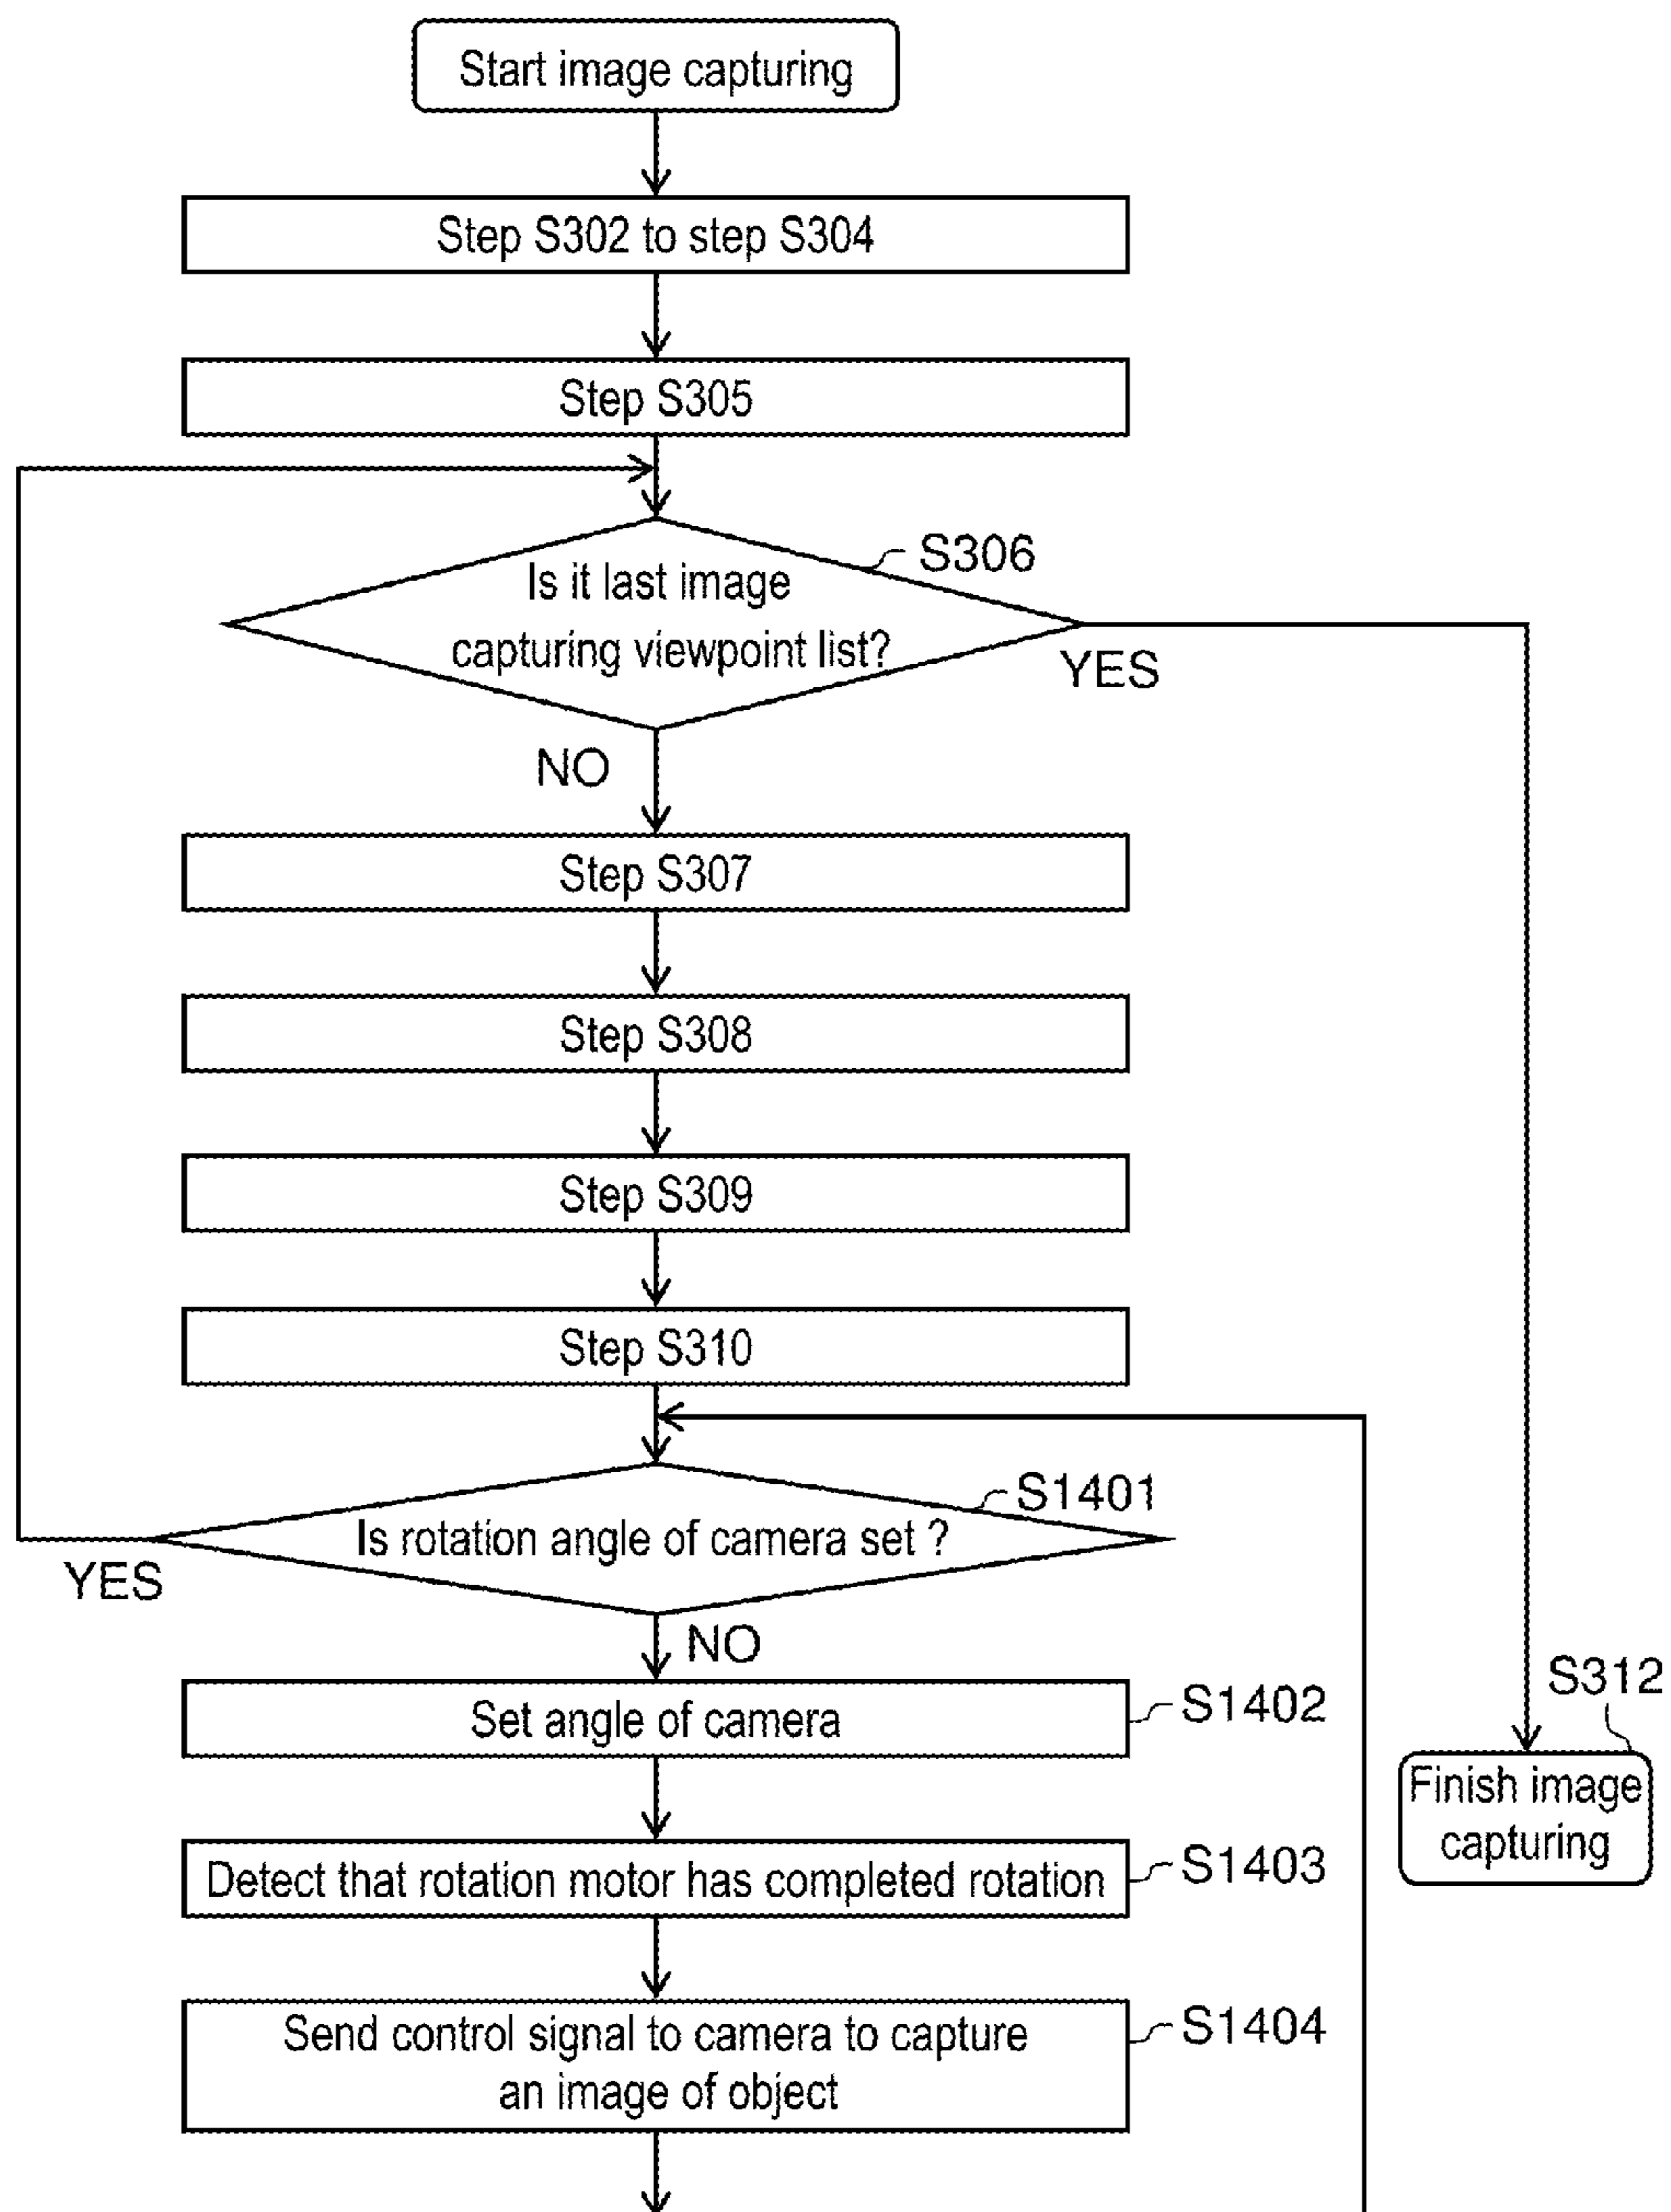 Start image capturing
Step S302 to step S304
Step S305
S306
Is it last image
capturing viewpoint list?
YES
NO
Step S307
Step S308
Step S309
Step S310
S1401
Is rotation angle of camera set ?
YES
NO
S312
Set angle of camera
S1402
Finish image
capturing
Detect that rotation motor has completed rotation
S1403
Send control signal to camera to capture
an image of object
S1404